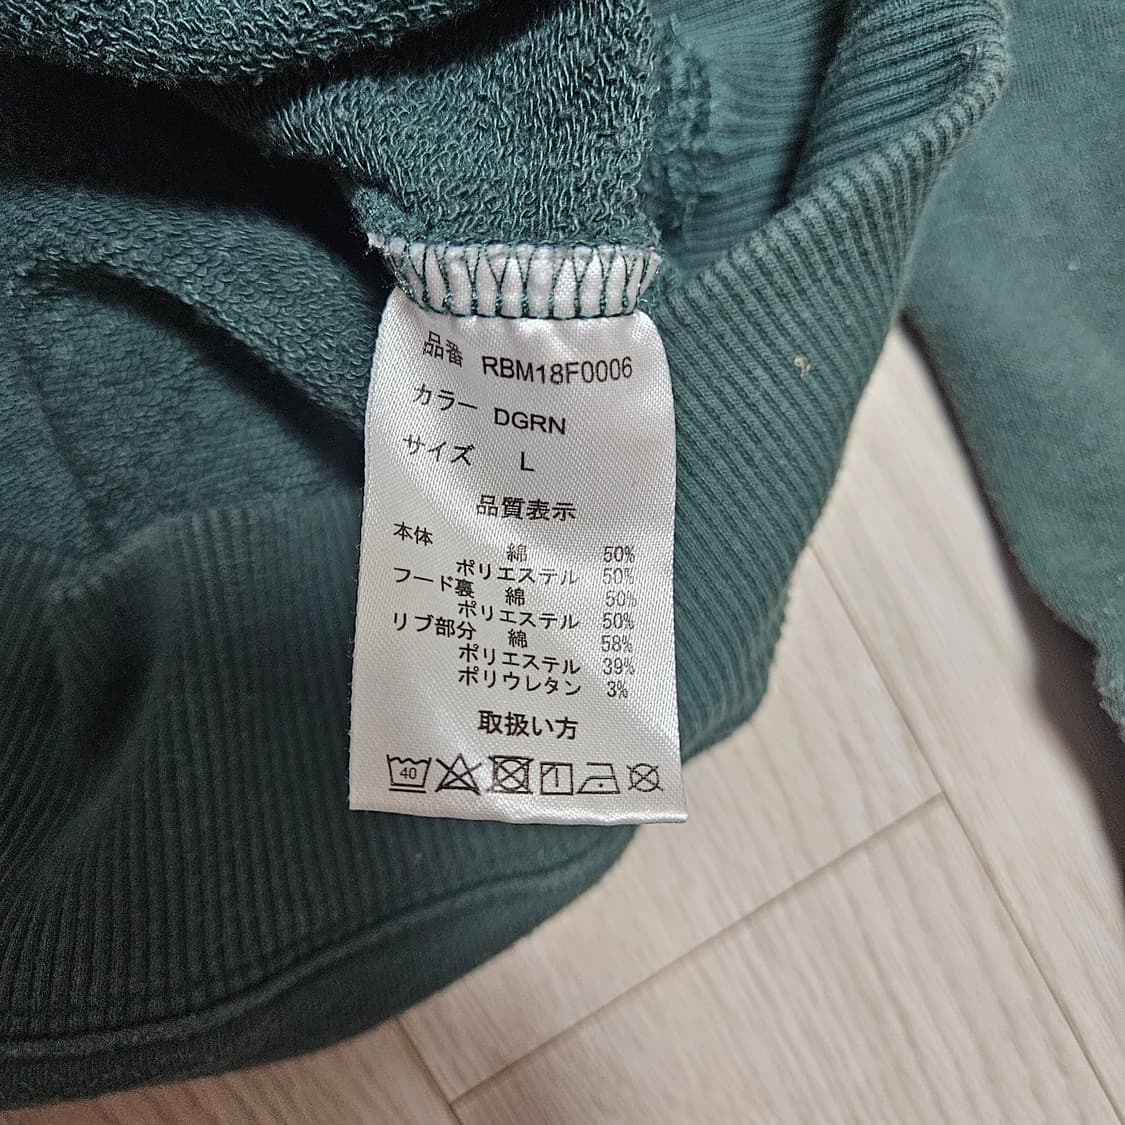 品番 RBM18F0006
カラー DGRN
サイズ L
品質表示
本体
綿 50%
ポリエステル 50%
フード裏 綿 50%
ポリエステル 50%
リブ部分 綿 58%
ポリエステル 39%
ポリウレタン 3%
取扱い方
40